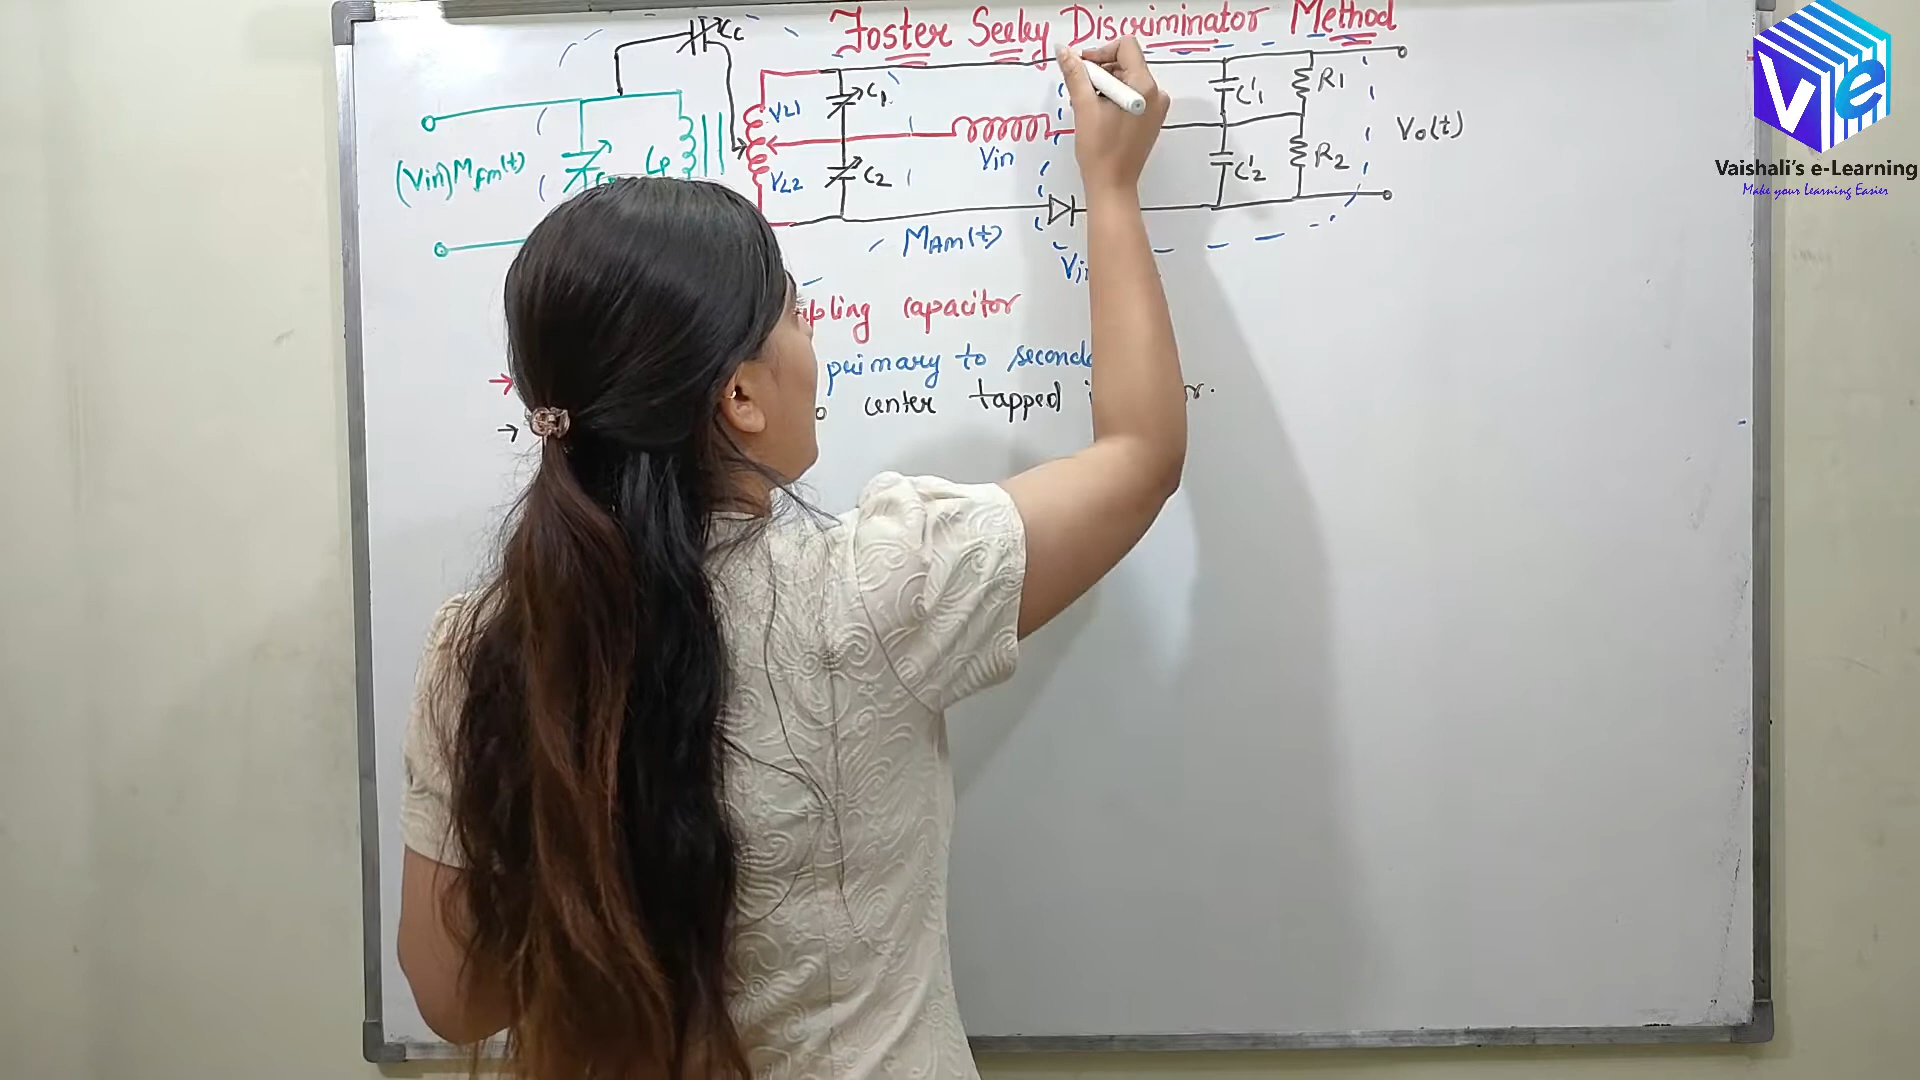 Foster Seeley Discriminator Method
Cc
VL1
C1
C'1
R1
Vo(t)
(Vin) MFM(t)
Lp
Vin
VL2
C2
C'2
R2
MAM(t)
capacitor
primary to
center tapped
Ve
Vaishali's e-Learning
Make your Learning Easier